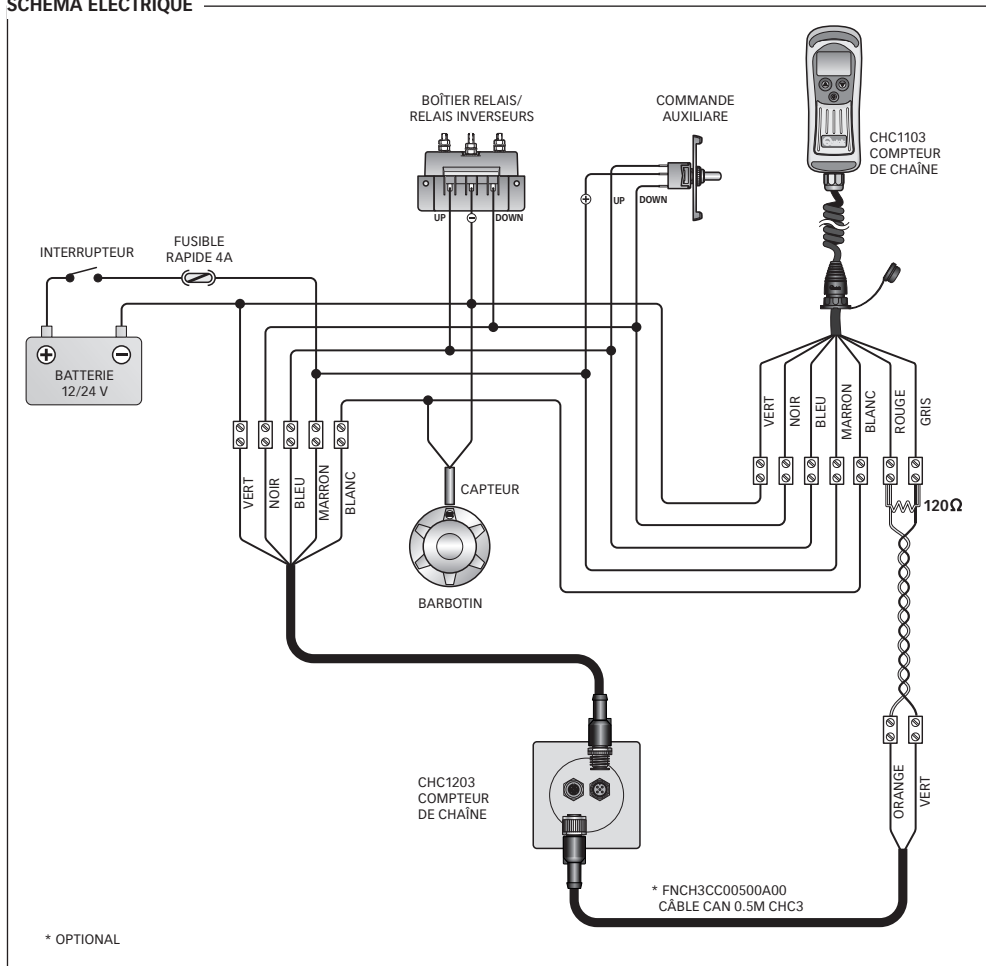 SCHEMA ELECTRIQUE
BOÎTIER RELAIS/
RELAIS INVERSEURS
COMMANDE
AUXILIARE
CHC1103
COMPTEUR
DE CHAÎNE
UP
DOWN
UP
DOWN
INTERRUPTEUR
FUSIBLE
RAPIDE 4A
BATTERIE
12/24 V
VERT
NOIR
BLEU
MARRON
BLANC
CAPTEUR
BARBOTIN
VERT
NOIR
BLEU
MARRON
BLANC
ROUGE
GRIS
120Ω
ORANGE
VERT
CHC1203
COMPTEUR
DE CHAÎNE
* FNCH3CC00500A00
CÂBLE CAN 0.5M CHC3
* OPTIONAL